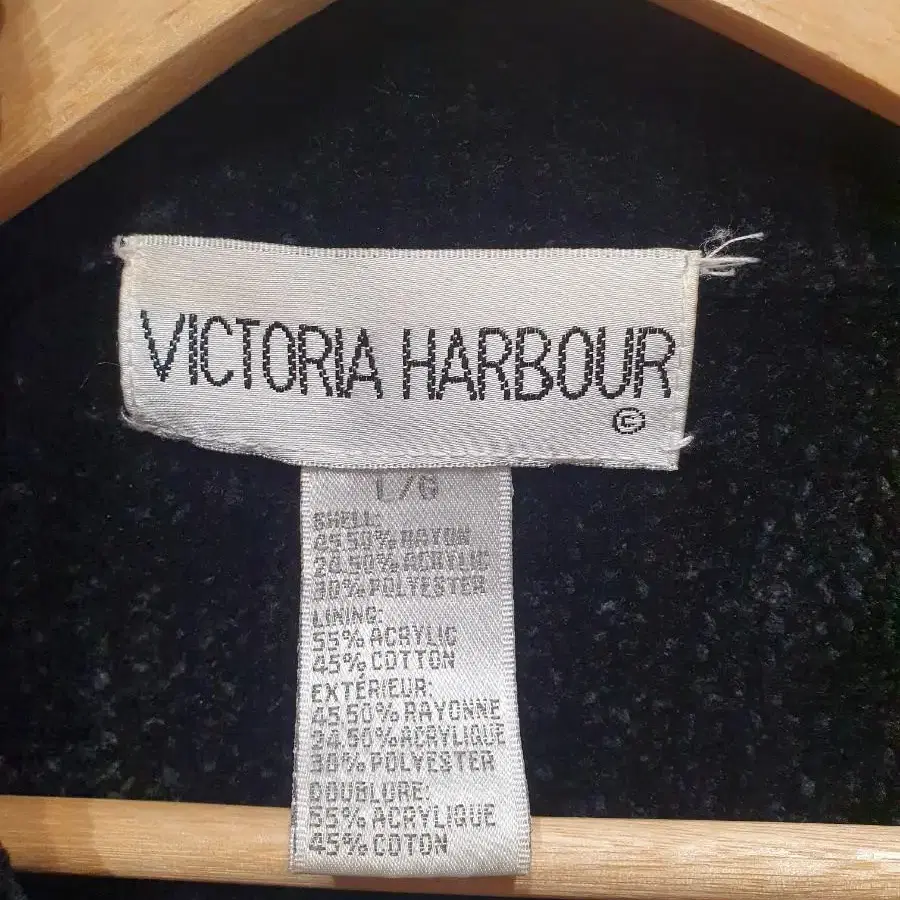 VICTORIA HARBOUR
©
L/G
SHELL:
45.50% RAYON
24.50% ACRYLIC
30% POLYESTER
LINING:
55% ACRYLIC
45% COTTON
EXTÉRIEUR:
45.50% RAYONNE
24.50% ACRYLIQUE
30% POLYESTER
DOUBLURE:
55% ACRYLIQUE
45% COTON